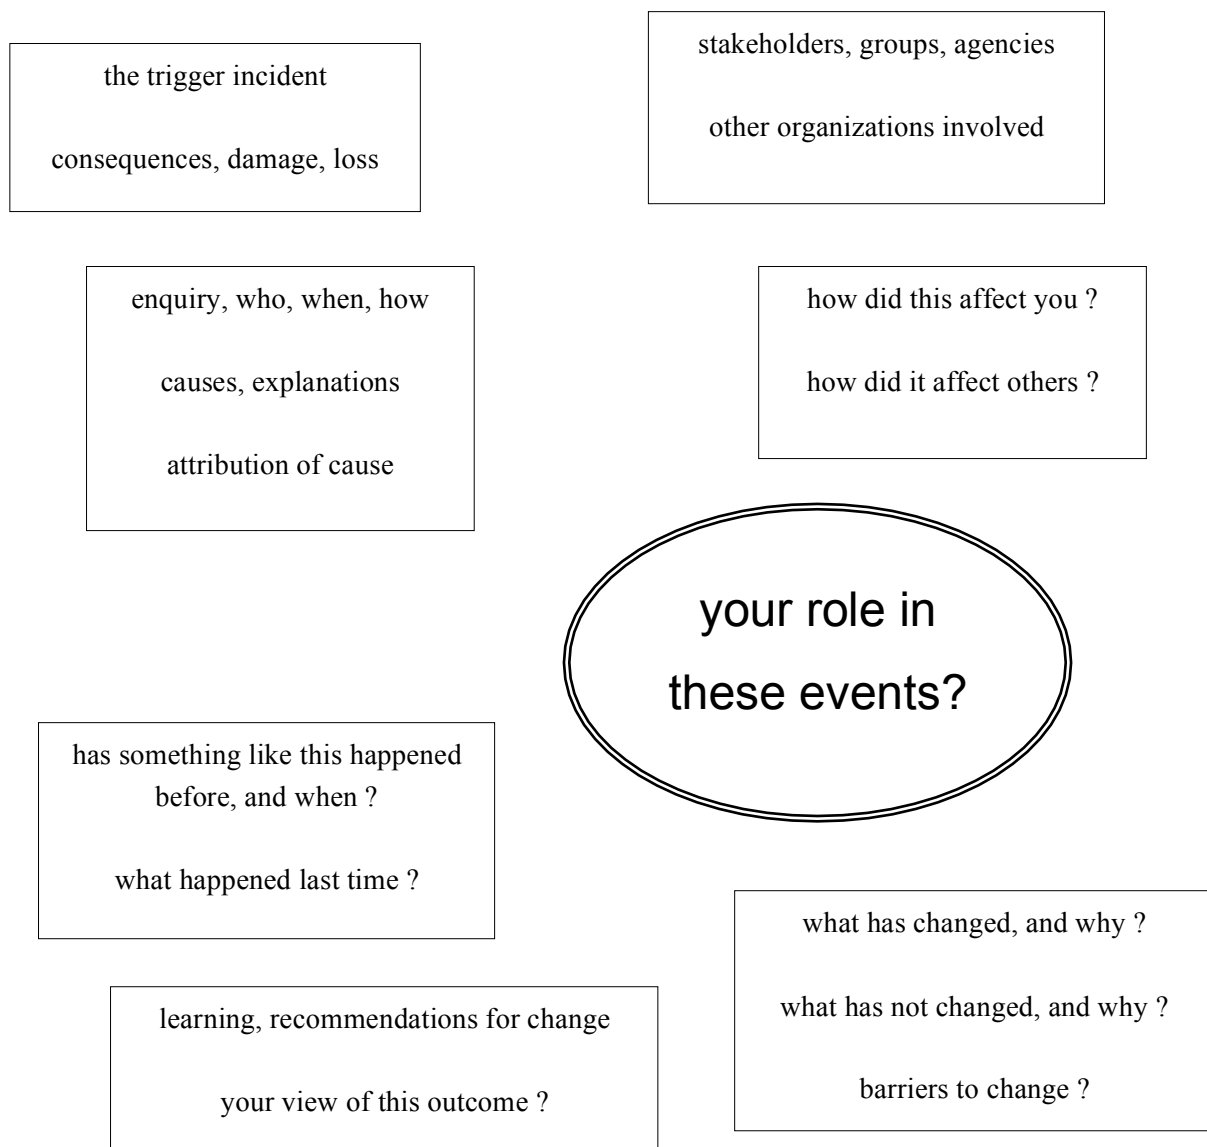 the trigger incident
consequences, damage, loss
stakeholders, groups, agencies
other organizations involved
enquiry, who, when, how
causes, explanations
attribution of cause
how did this affect you ?
how did it affect others ?
your role in
these events?
has something like this happened
before, and when ?
what happened last time ?
what has changed, and why ?
what has not changed, and why ?
barriers to change ?
learning, recommendations for change
your view of this outcome ?